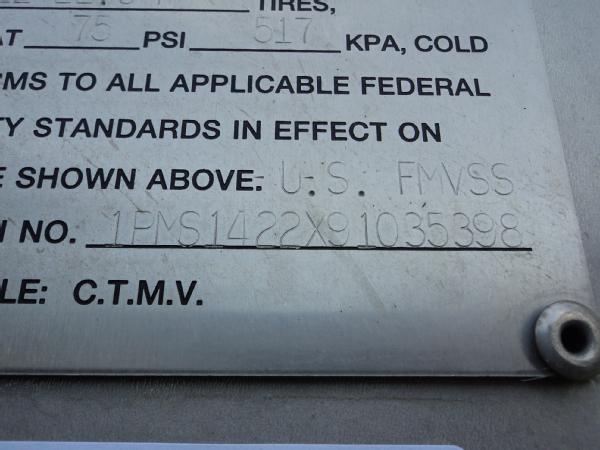 TIRES,
AT 75 PSI 517 KPA, COLD
RMS TO ALL APPLICABLE FEDERAL
TY STANDARDS IN EFFECT ON
E SHOWN ABOVE: U.S. FMVSS
N NO. 1PMS1422X91035398
LE: C.T.M.V.